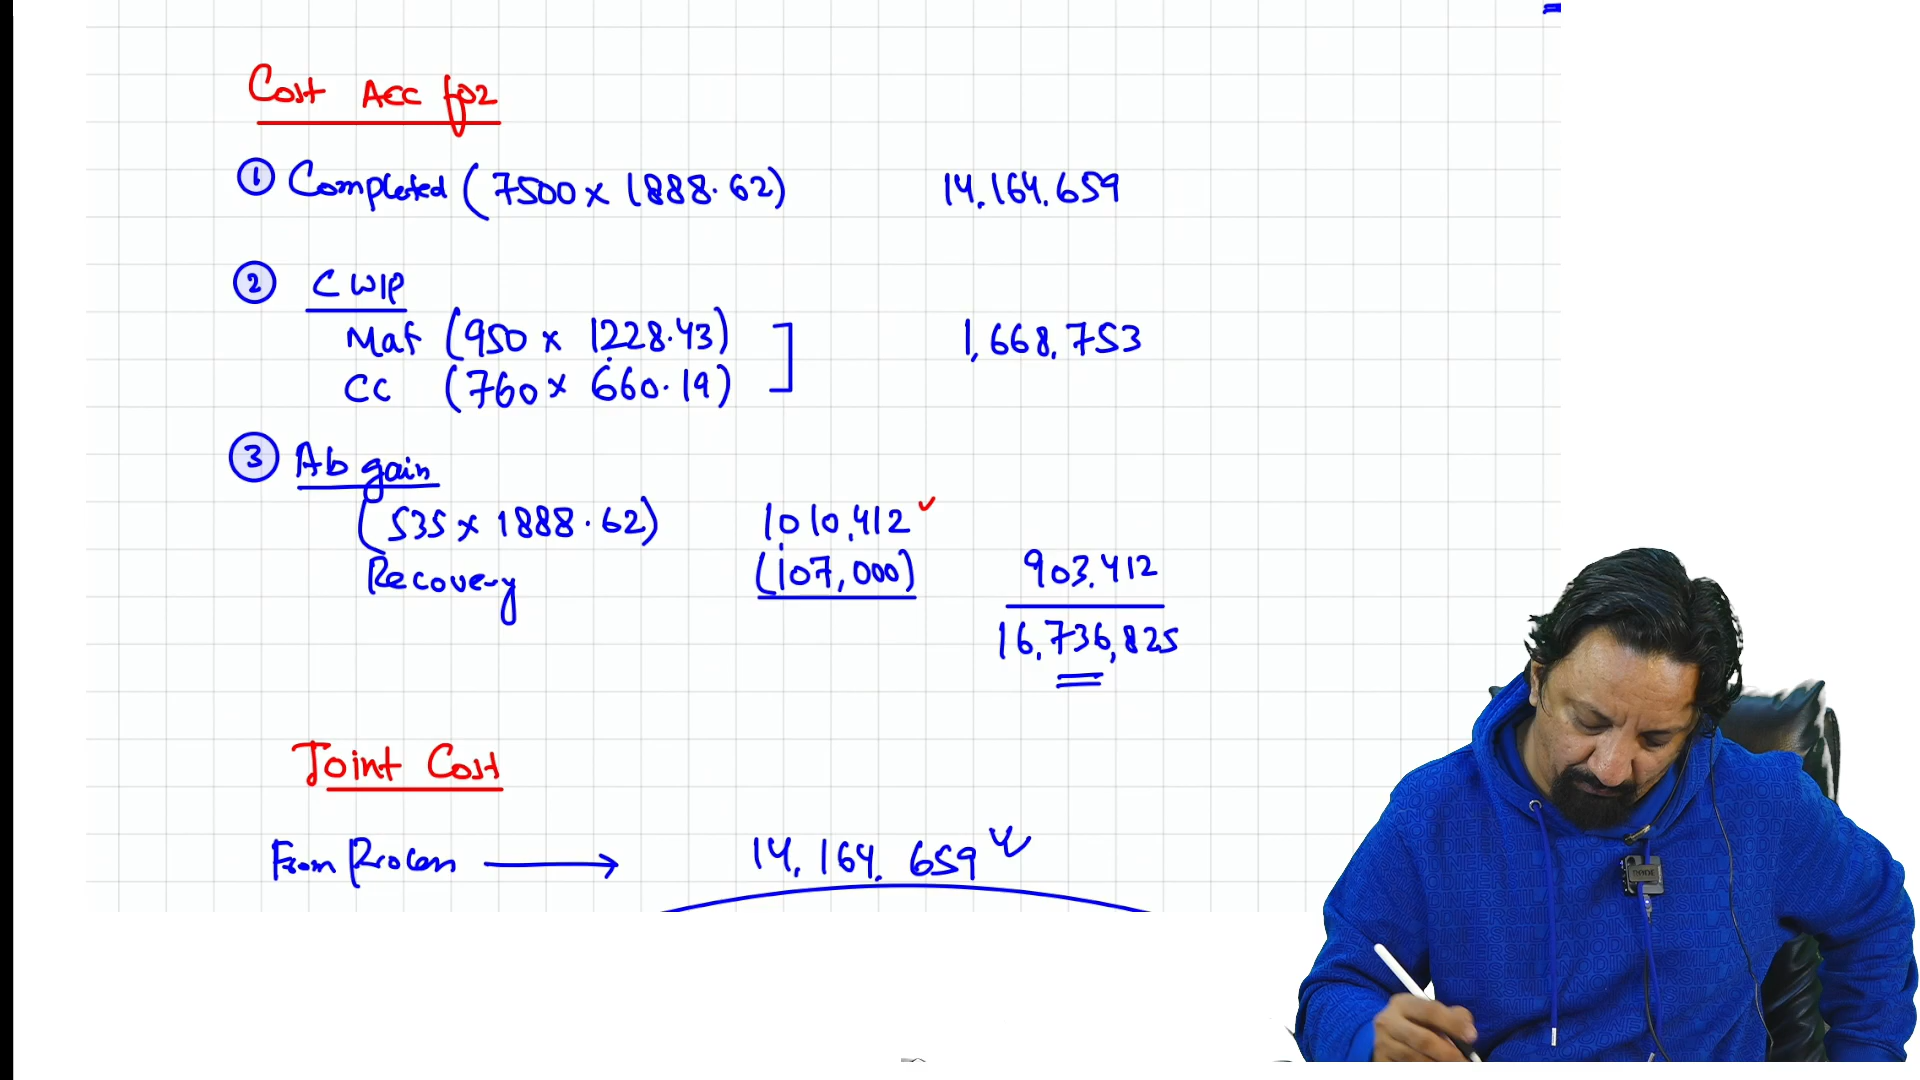 Cost Acc for
① Completed (7500 x 1888.62) 14,164,659
② CWIP
Mat (950 x 1228.43)
1,668,753
CC (760 x 660.19)
③ Ab gain
(535 x 1888.62) 1010,412 ✓
Recovery (107,000) 903,412
16,736,825
Joint Cost
From Process → 14,164,659